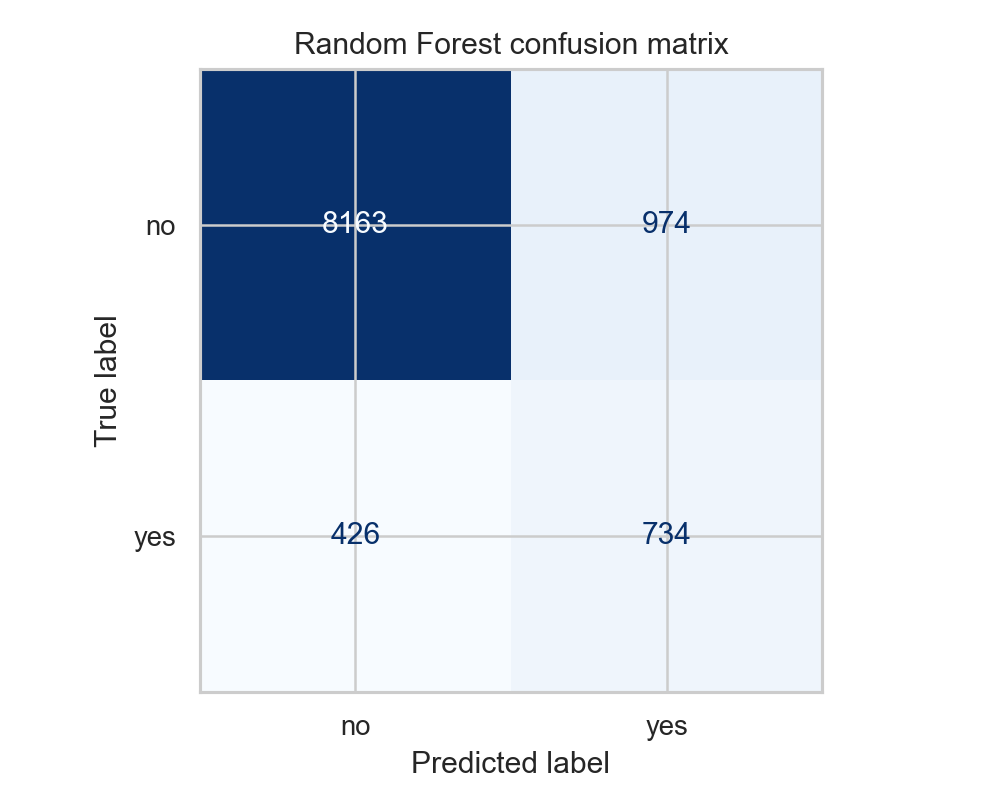 Random Forest confusion matrix
True label
no
8163
974
yes
426
734
no
yes
Predicted label